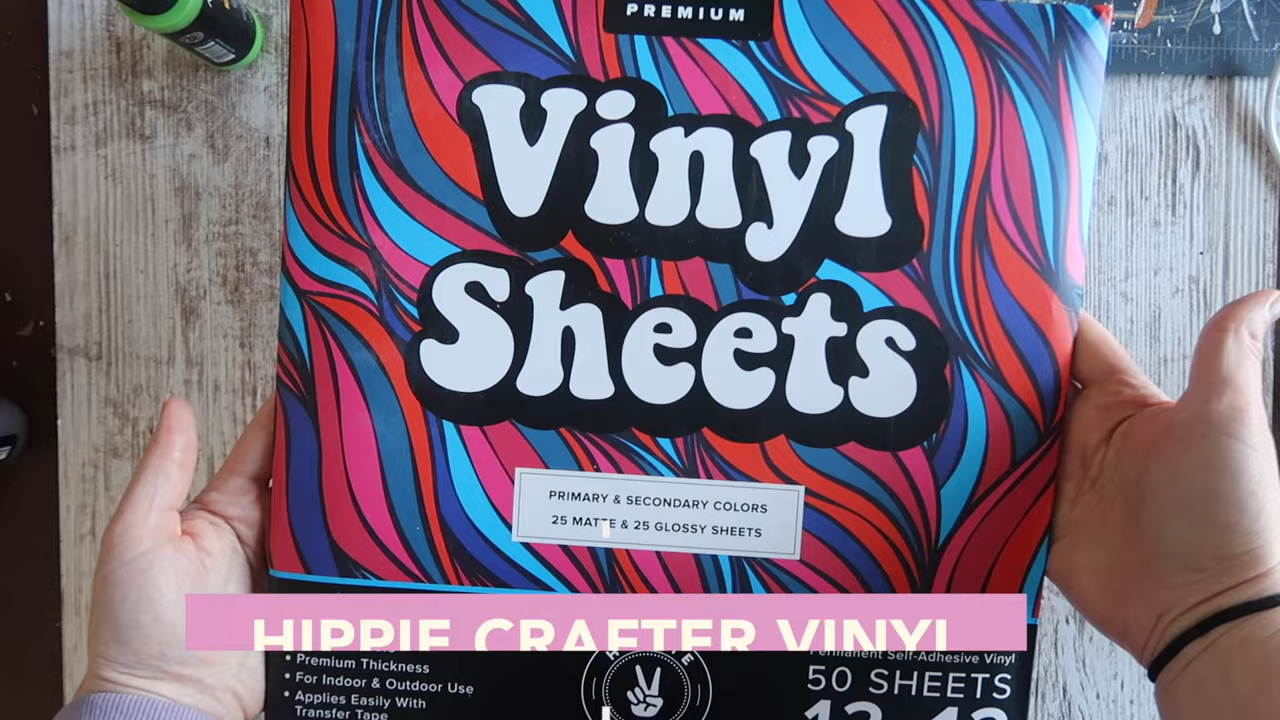 PREMIUM
Vinyl
Sheets
PRIMARY & SECONDARY COLORS
25 MATTE & 25 GLOSSY SHEETS
HIPPIE CRAFTER VINYL
Permanent Self-Adhesive Vinyl
• Premium Thickness
• For Indoor & Outdoor Use
• Applies Easily With
Transfer Tape
50 SHEETS